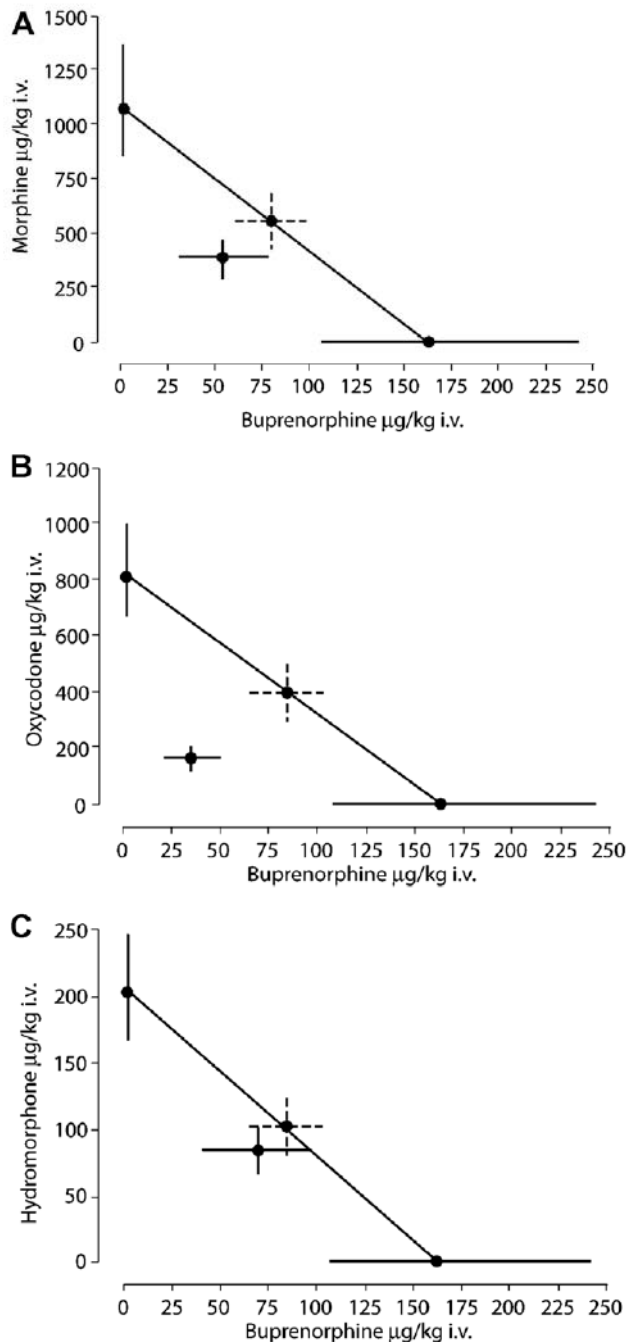 A
Morphine μg/kg i.v.
1500
1250
1000
750
500
250
0
0 25 50 75 100 125 150 175 200 225 250
Buprenorphine μg/kg i.v.
B
Oxycodone μg/kg i.v.
1200
1000
800
600
400
200
0
0 25 50 75 100 125 150 175 200 225 250
Buprenorphine μg/kg i.v.
C
Hydromorphone μg/kg i.v.
250
200
150
100
50
0
0 25 50 75 100 125 150 175 200 225 250
Buprenorphine μg/kg i.v.